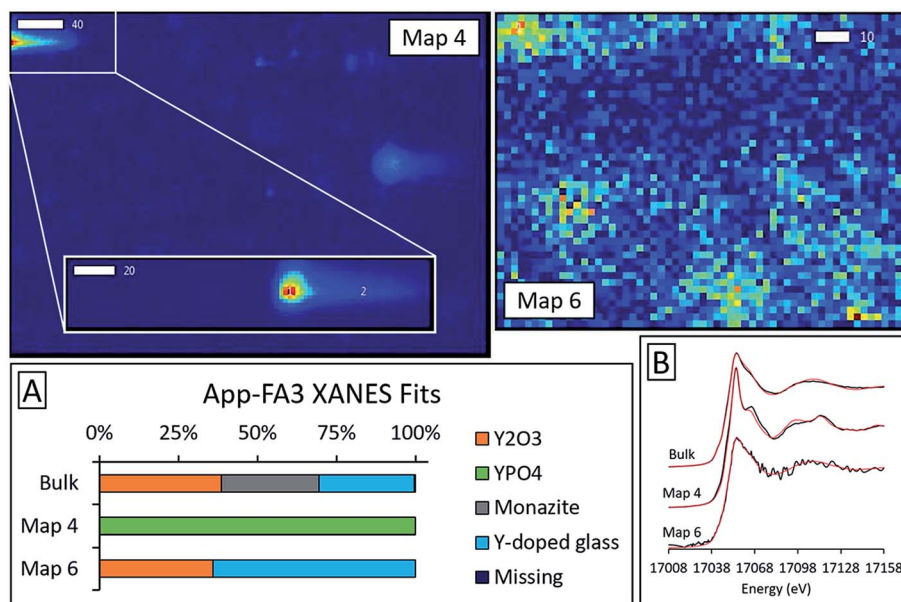 40
Map 4
20
1
2
10
Map 6
A
App-FA3 XANES Fits
0% 25% 50% 75% 100%
Bulk
Map 4
Map 6
Y2O3
YPO4
Monazite
Y-doped glass
Missing
B
Bulk
Map 4
Map 6
17008 17038 17068 17098 17128 17158
Energy (eV)